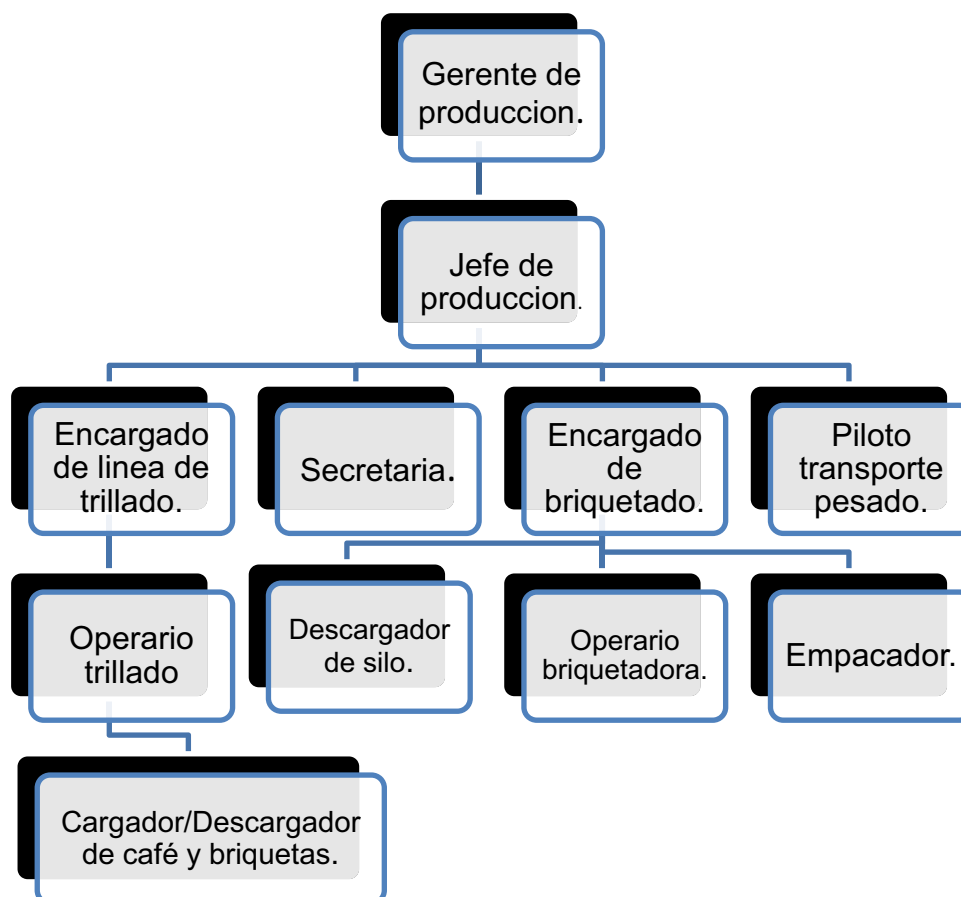 Gerente de
produccion.
Jefe de
produccion.
Encargado
de linea de
trillado.
Secretaria.
Encargado
de
briquetado.
Piloto
transporte
pesado.
Operario
trillado
Descargador
de silo.
Operario
briquetadora.
Empacador.
Cargador/Descargador
de café y briquetas.